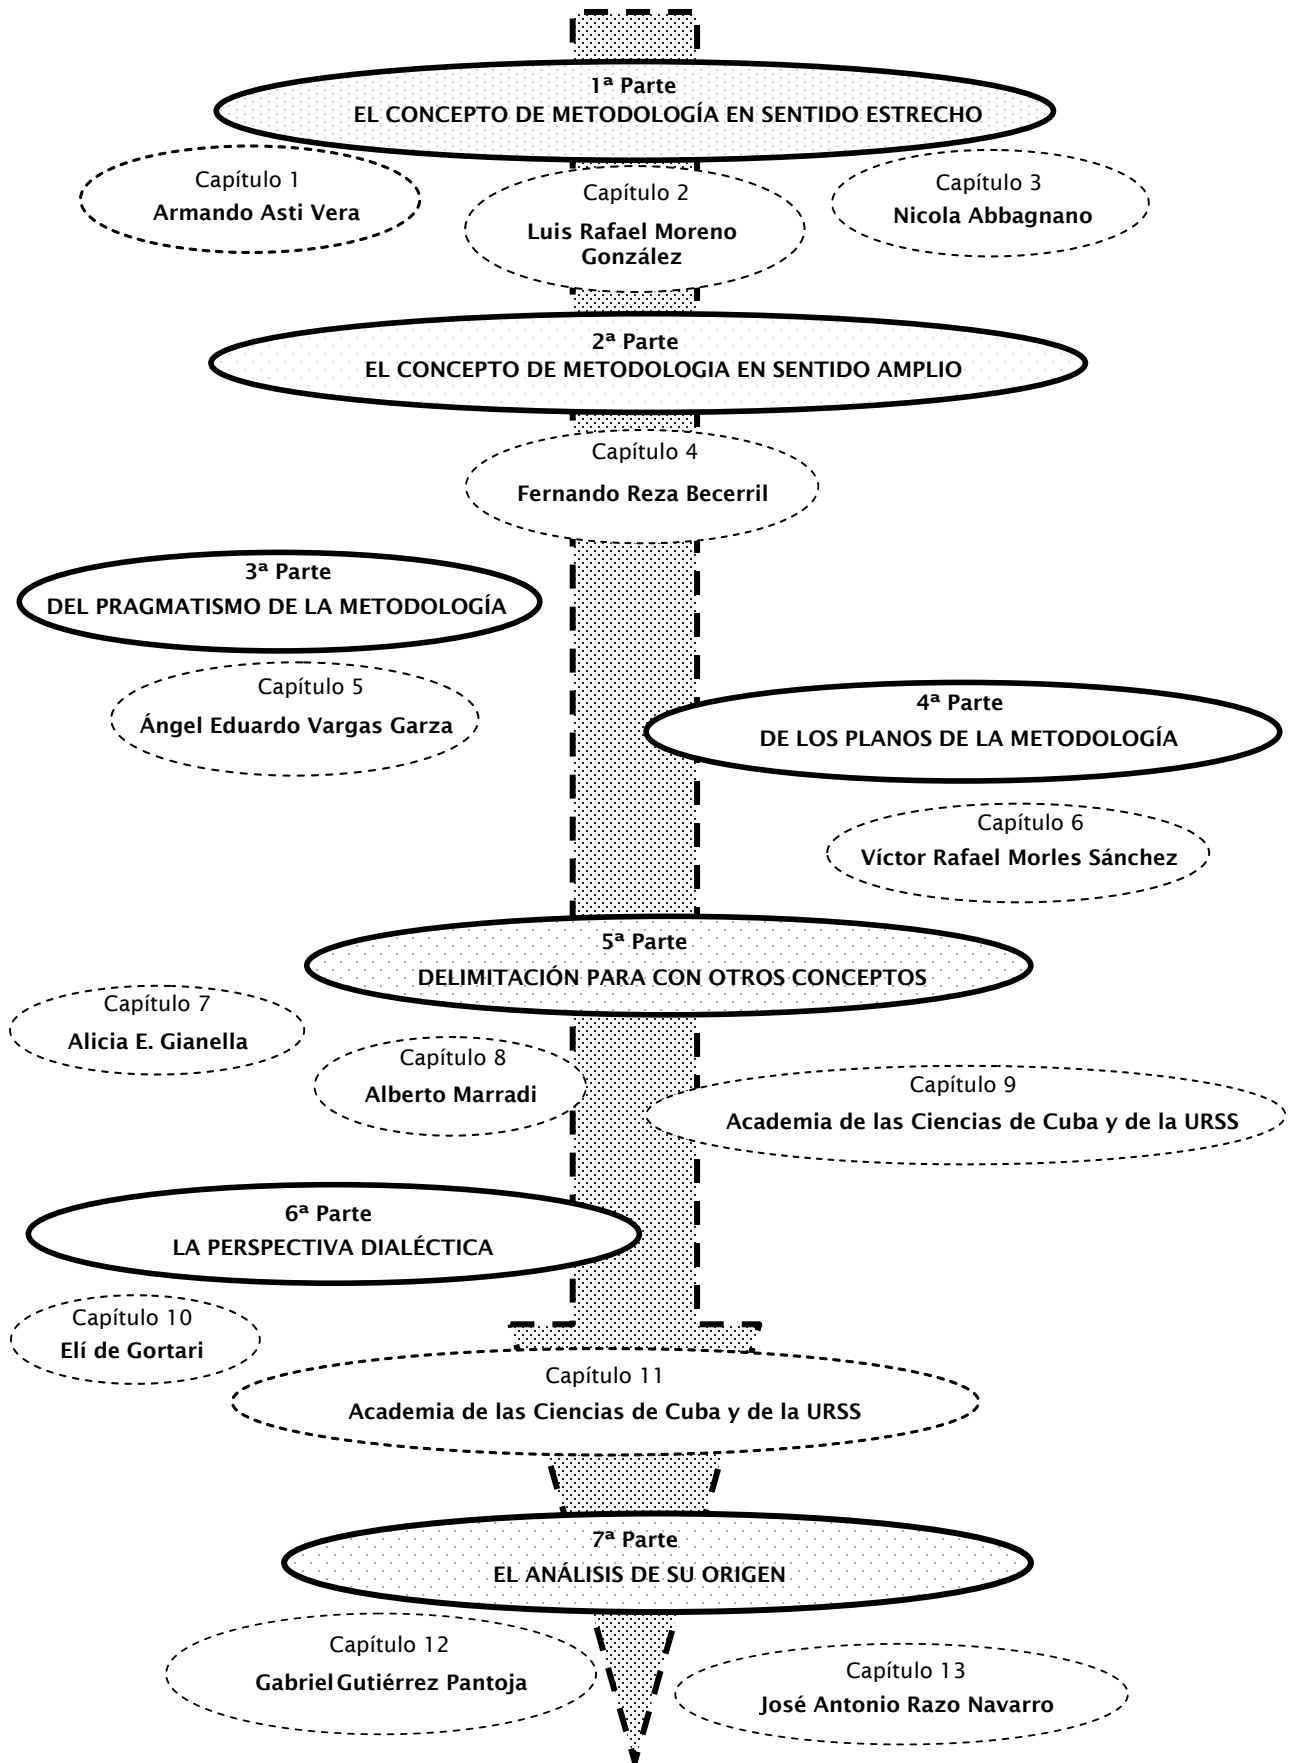 1ª Parte
EL CONCEPTO DE METODOLOGÍA EN SENTIDO ESTRECHO
Capítulo 1
Armando Asti Vera
Capítulo 2
Luis Rafael Moreno
González
Capítulo 3
Nicola Abbagnano
2ª Parte
EL CONCEPTO DE METODOLOGIA EN SENTIDO AMPLIO
Capítulo 4
Fernando Reza Becerril
3ª Parte
DEL PRAGMATISMO DE LA METODOLOGÍA
Capítulo 5
Ángel Eduardo Vargas Garza
4ª Parte
DE LOS PLANOS DE LA METODOLOGÍA
Capítulo 6
Víctor Rafael Morles Sánchez
5ª Parte
DELIMITACIÓN PARA CON OTROS CONCEPTOS
Capítulo 7
Alicia E. Gianella
Capítulo 8
Alberto Marradi
Capítulo 9
Academia de las Ciencias de Cuba y de la URSS
6ª Parte
LA PERSPECTIVA DIALÉCTICA
Capítulo 10
Elí de Gortari
Capítulo 11
Academia de las Ciencias de Cuba y de la URSS
7ª Parte
EL ANÁLISIS DE SU ORIGEN
Capítulo 12
Gabriel Gutiérrez Pantoja
Capítulo 13
José Antonio Razo Navarro